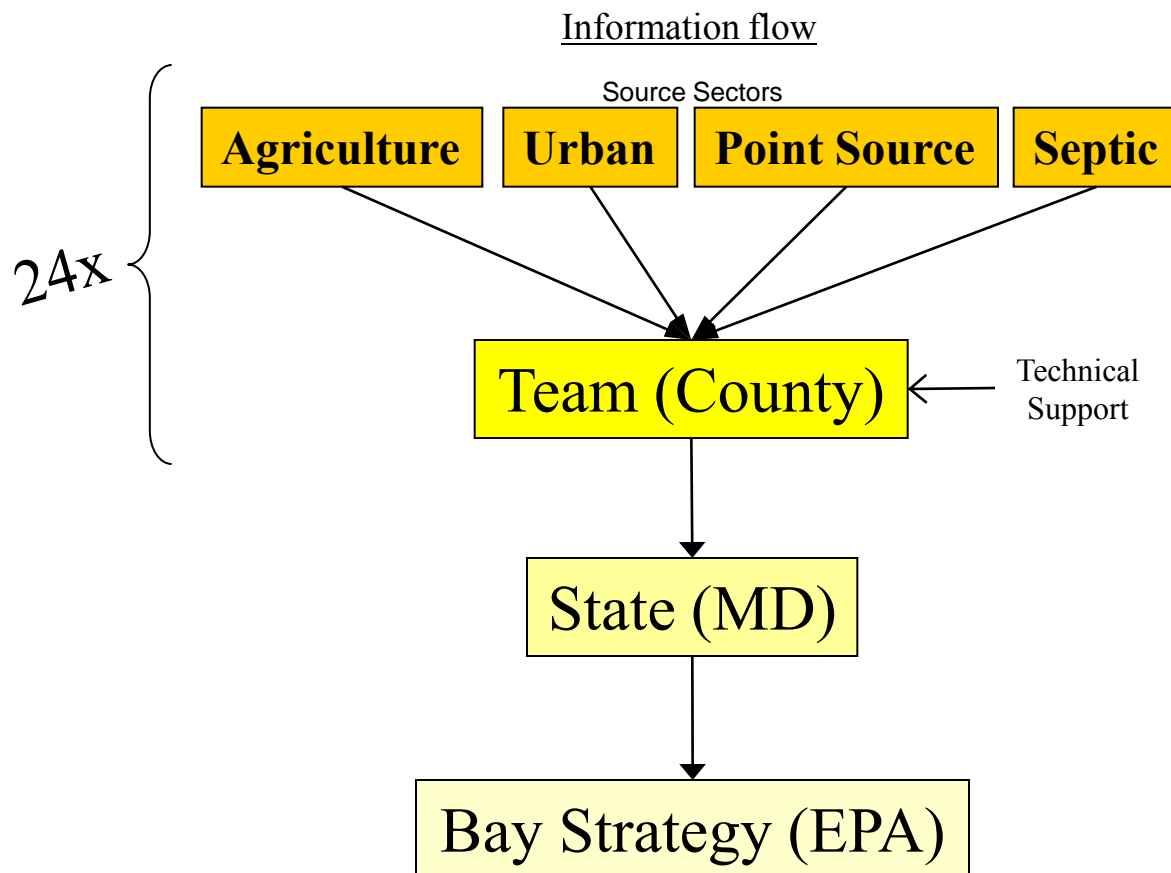 Information flow
Source Sectors
Agriculture
Urban
Point Source
Septic
24x
Team (County)
Technical
Support
State (MD)
Bay Strategy (EPA)